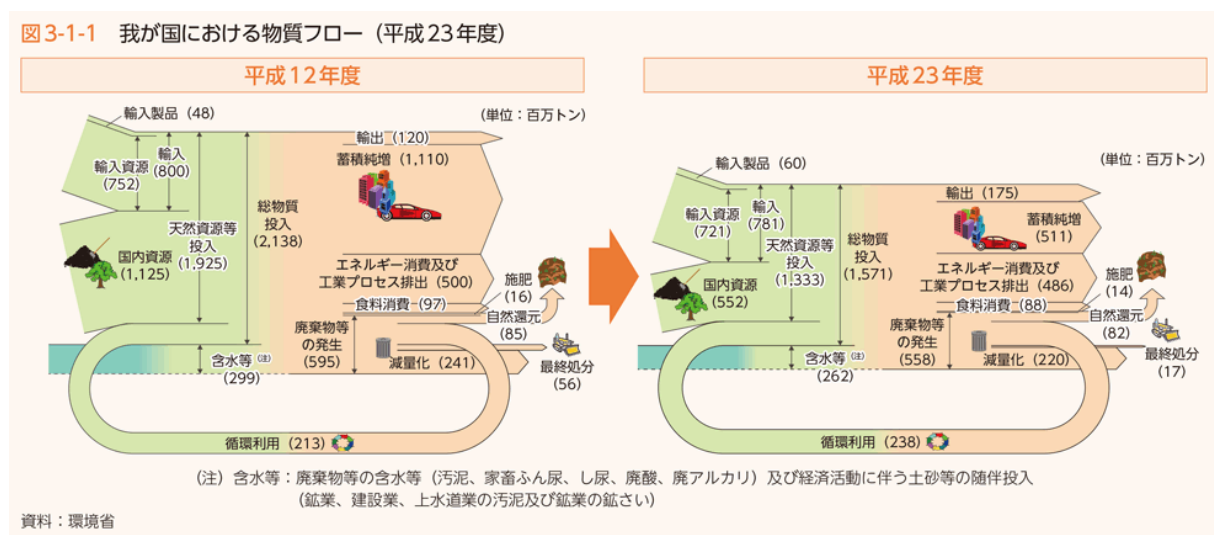 図3-1-1 我が国における物質フロー（平成23年度）
平成12年度
（単位：百万トン）
輸入製品（48）
輸出（120）
蓄積純増（1,110）
輸入
（800）
輸入資源
（752）
総物質
投入
（2,138）
天然資源等
投入
（1,925）
国内資源
（1,125）
エネルギー消費及び
工業プロセス排出（500）
施肥
（16）
食料消費（97）
自然還元
（85）
廃棄物等
の発生
（595）
含水等（注）
（299）
減量化（241）
最終処分
（56）
循環利用（213）
平成23年度
（単位：百万トン）
輸入製品（60）
輸出（175）
輸入資源
（721）
輸入
（781）
蓄積純増
（511）
天然資源等
投入
（1,333）
総物質
投入
（1,571）
国内資源
（552）
エネルギー消費及び
工業プロセス排出（486）
施肥
（14）
食料消費（88）
自然還元
（82）
廃棄物等
の発生
（558）
含水等（注）
（262）
減量化（220）
最終処分
（17）
循環利用（238）
（注）含水等：廃棄物等の含水等（汚泥、家畜ふん尿、し尿、廃酸、廃アルカリ）及び経済活動に伴う土砂等の随伴投入
（鉱業、建設業、上水道業の汚泥及び鉱業の鉱さい）
資料：環境省